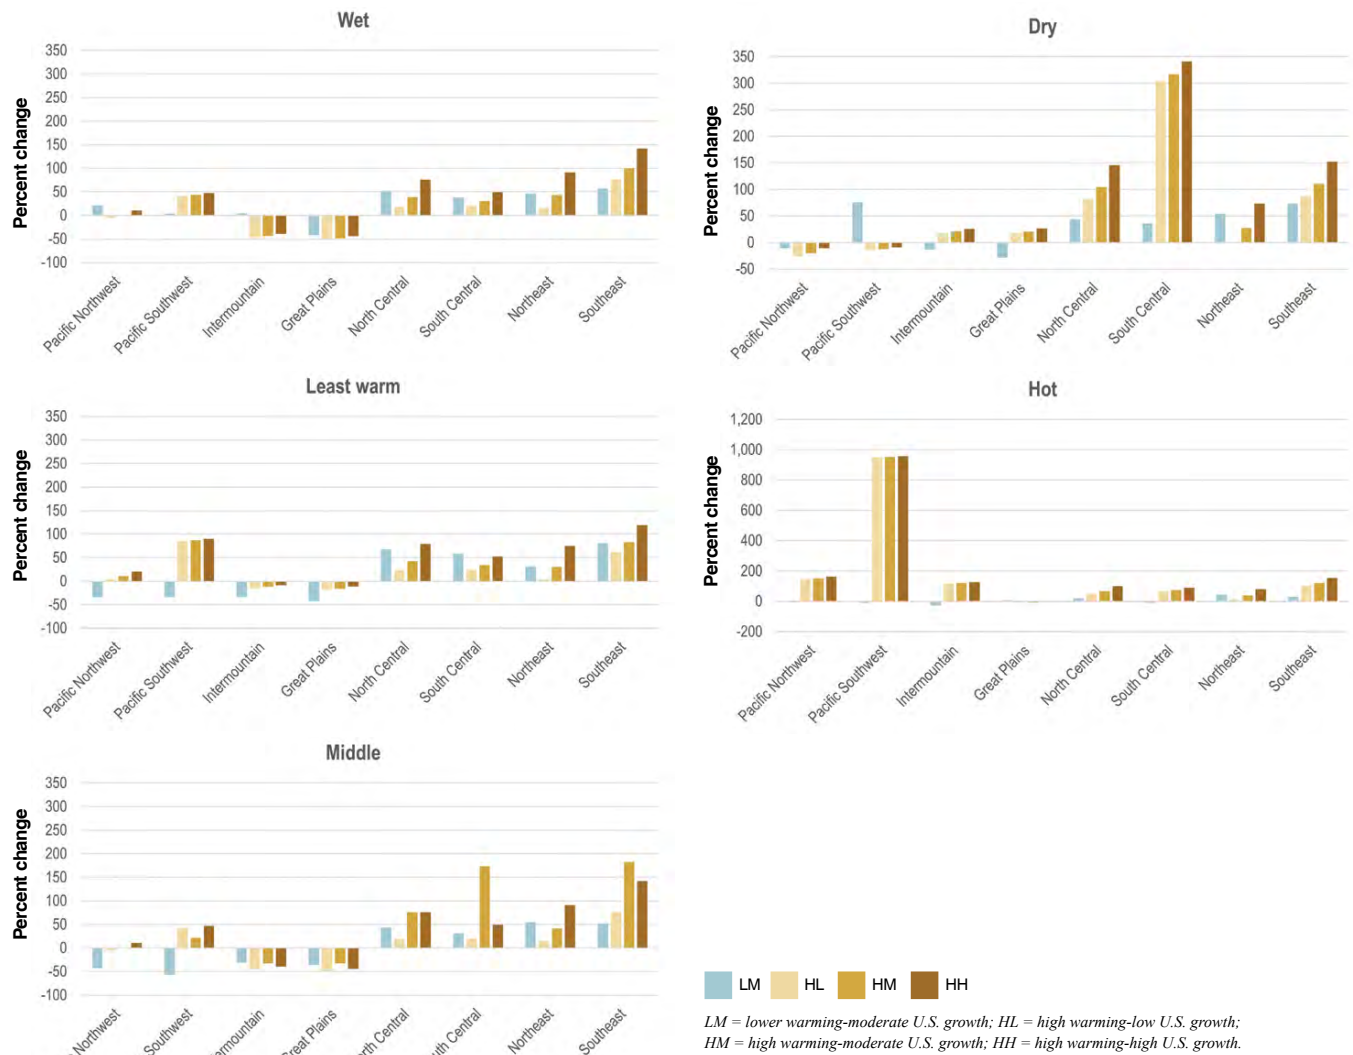 Wet
Percent change
350
300
250
200
150
100
50
0
-50
-100
Pacific Northwest
Pacific Southwest
Intermountain
Great Plains
North Central
South Central
Northeast
Southeast
Dry
Percent change
350
300
250
200
150
100
50
0
-50
Pacific Northwest
Pacific Southwest
Intermountain
Great Plains
North Central
South Central
Northeast
Southeast
Least warm
Percent change
350
300
250
200
150
100
50
0
-50
-100
Pacific Northwest
Pacific Southwest
Intermountain
Great Plains
North Central
South Central
Northeast
Southeast
Hot
Percent change
1,200
1,000
800
600
400
200
0
-200
Pacific Northwest
Pacific Southwest
Intermountain
Great Plains
North Central
South Central
Northeast
Southeast
Middle
Percent change
350
300
250
200
150
100
50
0
-50
-100
Northwest
Southwest
termountain
Great Plains
orth Central
outh Central
Northeast
Southeast
LM HL HM HH
LM = lower warming-moderate U.S. growth; HL = high warming-low U.S. growth;
HM = high warming-moderate U.S. growth; HH = high warming-high U.S. growth.